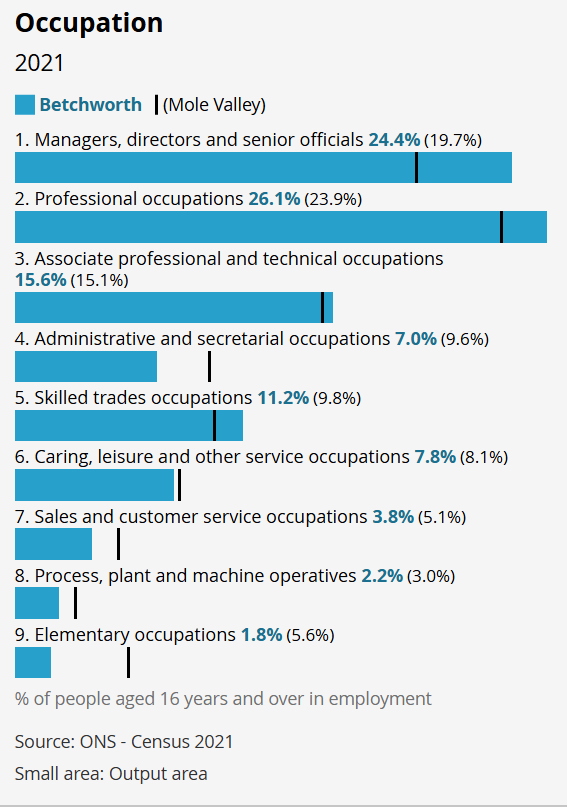 Occupation
2021
Betchworth (Mole Valley)
1. Managers, directors and senior officials 24.4% (19.7%)
2. Professional occupations 26.1% (23.9%)
3. Associate professional and technical occupations
15.6% (15.1%)
4. Administrative and secretarial occupations 7.0% (9.6%)
5. Skilled trades occupations 11.2% (9.8%)
6. Caring, leisure and other service occupations 7.8% (8.1%)
7. Sales and customer service occupations 3.8% (5.1%)
8. Process, plant and machine operatives 2.2% (3.0%)
9. Elementary occupations 1.8% (5.6%)
% of people aged 16 years and over in employment
Source: ONS - Census 2021
Small area: Output area